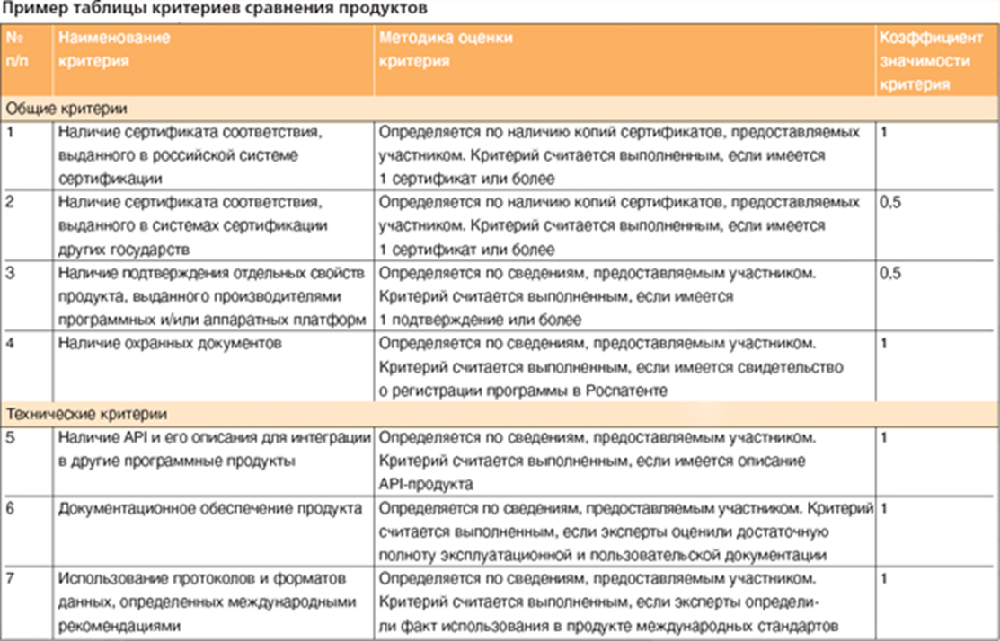 Пример таблицы критериев сравнения продуктов
№ п/п
Наименование критерия
Методика оценки критерия
Коэффициент значимости критерия
Общие критерии
1
Наличие сертификата соответствия,
выданного в российской системе
сертификации
Определяется по наличию копий сертификатов, предоставляемых
участником. Критерий считается выполненным, если имеется
1 сертификат или более
1
2
Наличие сертификата соответствия,
выданного в системах сертификации
других государств
Определяется по наличию копий сертификатов, предоставляемых
участником. Критерий считается выполненным, если имеется
1 сертификат или более
0,5
3
Наличие подтверждения отдельных свойств
продукта, выданного производителями
программных и/или аппаратных платформ
Определяется по сведениям, предоставляемым участником.
Критерий считается выполненным, если имеется
1 подтверждение или более
0,5
4
Наличие охранных документов
Определяется по сведениям, предоставляемым участником.
Критерий считается выполненным, если имеется свидетельство
о регистрации программы в Роспатенте
1
Технические критерии
5
Наличие API и его описания для интеграции
в другие программные продукты
Определяется по сведениям, предоставляемым участником.
Критерий считается выполненным, если имеется описание
API-продукта
1
6
Документационное обеспечение продукта
Определяется по сведениям, предоставляемым участником. Критерий
считается выполненным, если эксперты оценили достаточную
полноту эксплуатационной и пользовательской документации
1
7
Использование протоколов и форматов
данных, определенных международными
рекомендациями
Определяется по сведениям, предоставляемым участником.
Критерий считается выполненным, если эксперты определи-
ли факт использования в продукте международных стандартов
1